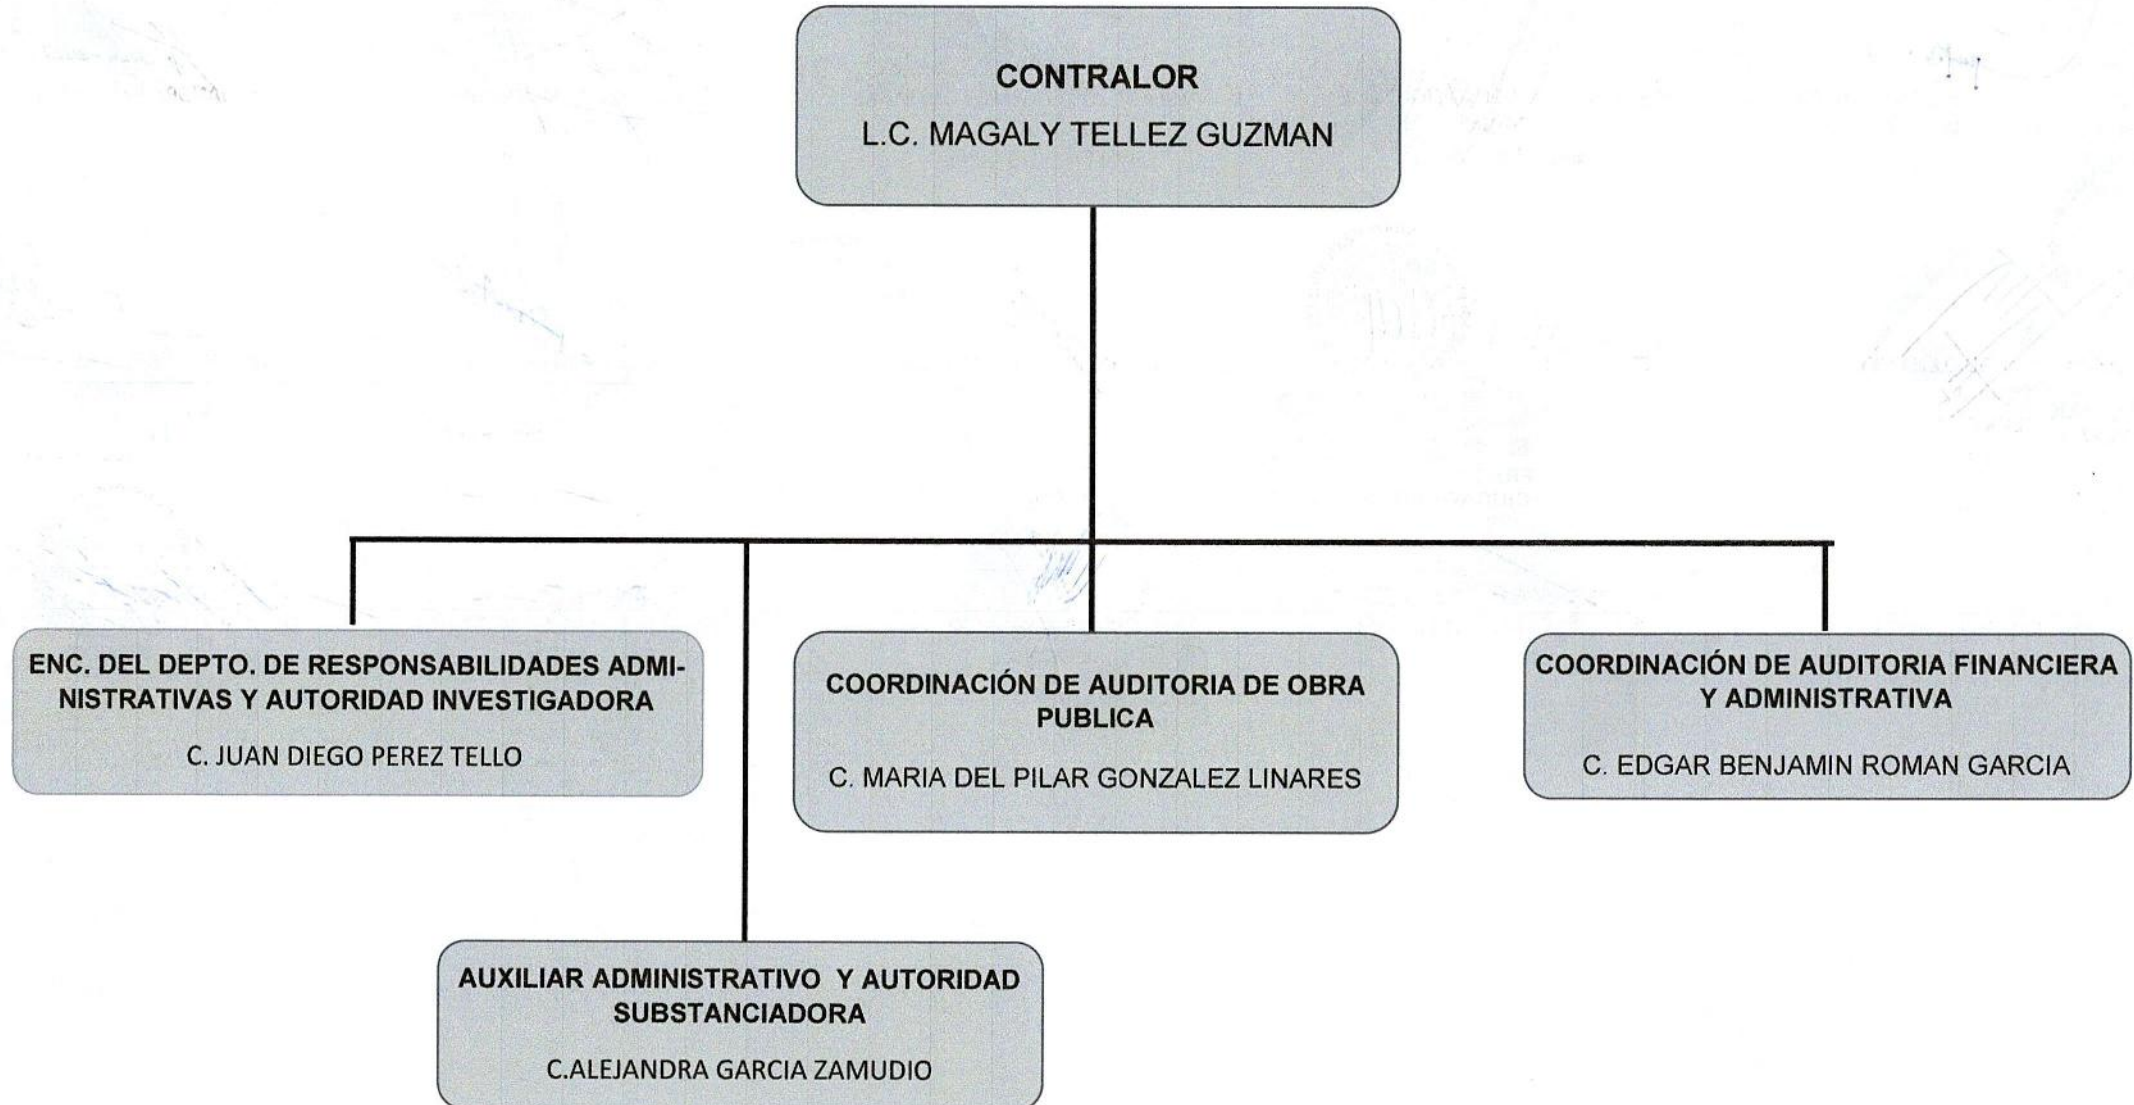 CONTRALOR
L.C. MAGALY TELLEZ GUZMAN
ENC. DEL DEPTO. DE RESPONSABILIDADES ADMI-
NISTRATIVAS Y AUTORIDAD INVESTIGADORA
C. JUAN DIEGO PEREZ TELLO
COORDINACIÓN DE AUDITORIA DE OBRA
PUBLICA
C. MARIA DEL PILAR GONZALEZ LINARES
COORDINACIÓN DE AUDITORIA FINANCIERA
Y ADMINISTRATIVA
C. EDGAR BENJAMIN ROMAN GARCIA
AUXILIAR ADMINISTRATIVO Y AUTORIDAD
SUBSTANCIADORA
C.ALEJANDRA GARCIA ZAMUDIO